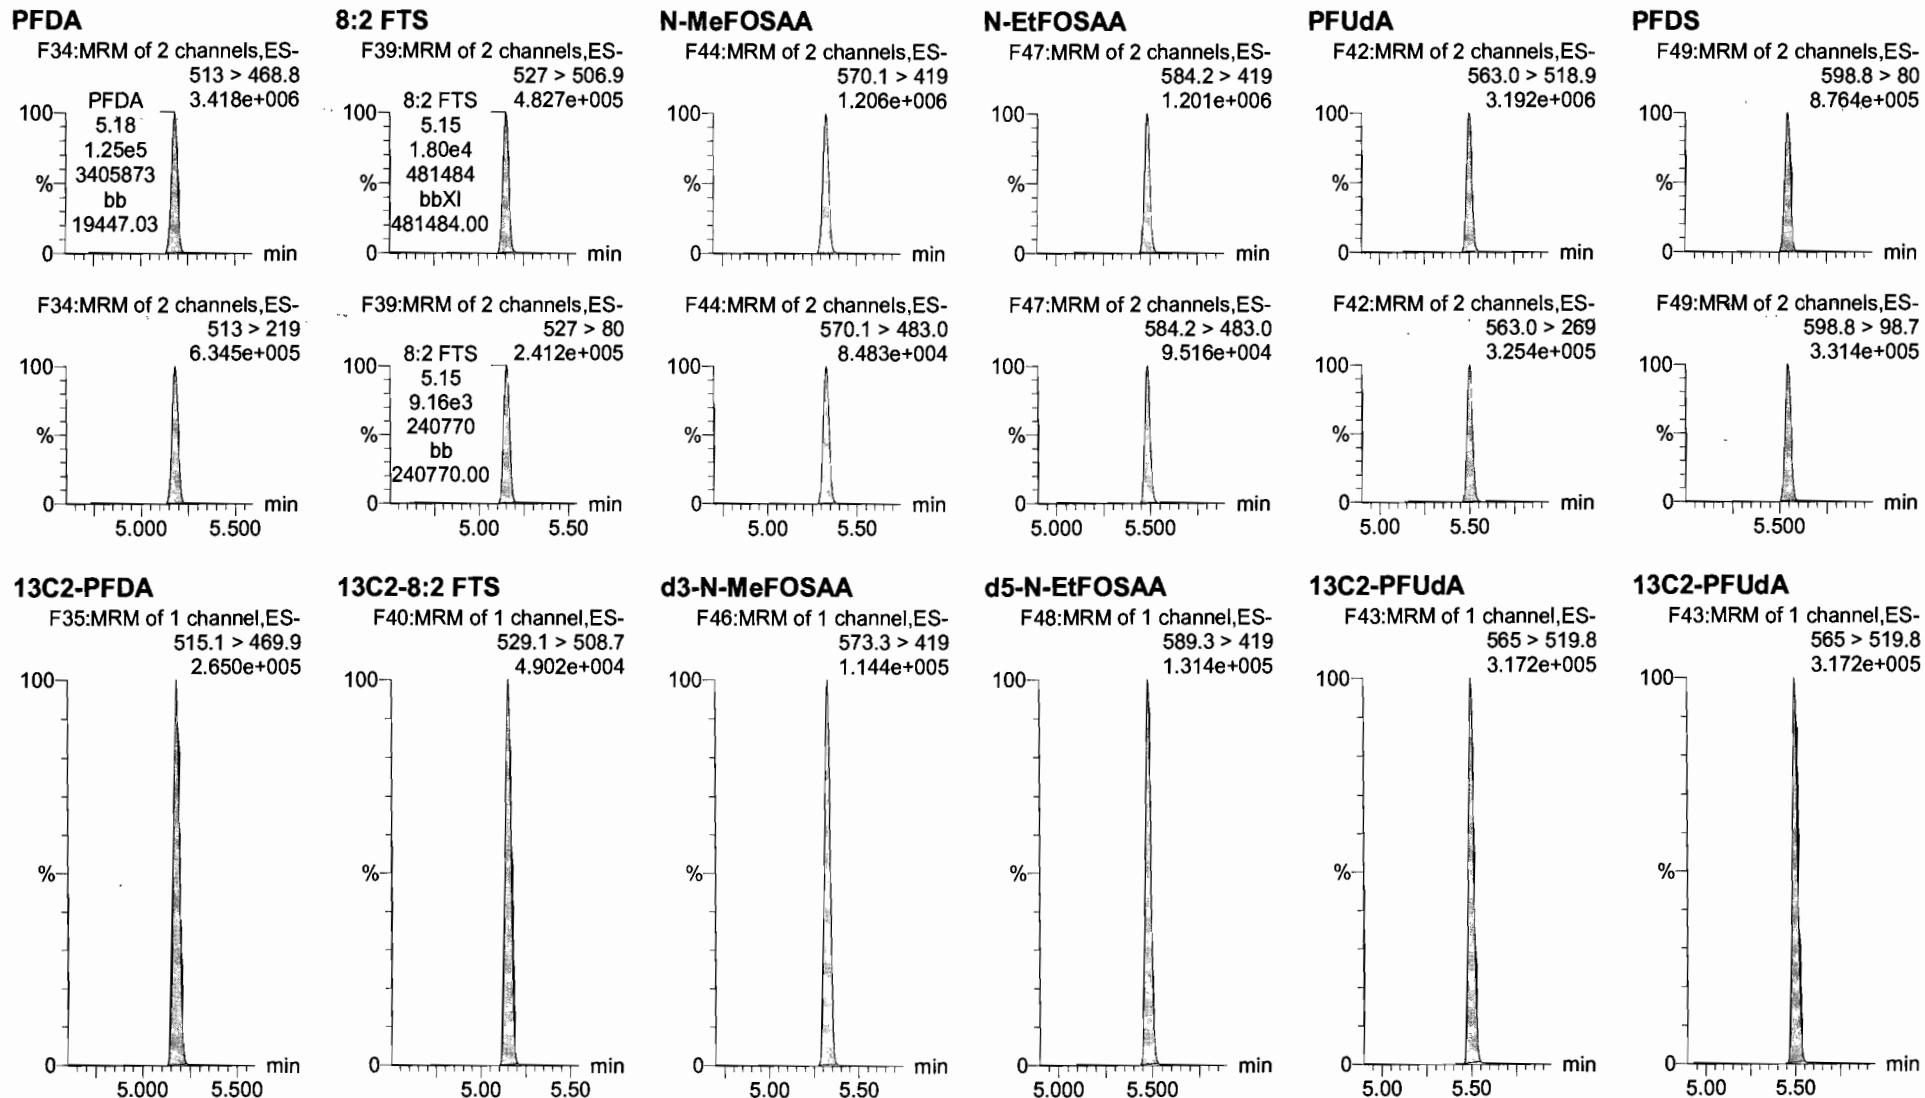 PFDA
F34:MRM of 2 channels,ES-
513 > 468.8
3.418e+006
PFDA
5.18
1.25e5
3405873
bb
19447.03
100
%
0
min
F34:MRM of 2 channels,ES-
513 > 219
6.345e+005
100
%
0
min
5.000 5.500
8:2 FTS
F39:MRM of 2 channels,ES-
527 > 506.9
4.827e+005
8:2 FTS
5.15
1.80e4
481484
bbXI
481484.00
100
%
0
min
F39:MRM of 2 channels,ES-
527 > 80
2.412e+005
8:2 FTS
5.15
9.16e3
240770
bb
240770.00
100
%
0
min
5.00 5.50
N-MeFOSAA
F44:MRM of 2 channels,ES-
570.1 > 419
1.206e+006
100
%
0
min
F44:MRM of 2 channels,ES-
570.1 > 483.0
8.483e+004
100
%
0
min
5.00 5.50
N-EtFOSAA
F47:MRM of 2 channels,ES-
584.2 > 419
1.201e+006
100
%
0
min
F47:MRM of 2 channels,ES-
584.2 > 483.0
9.516e+004
100
%
0
min
5.000 5.500
PFUdA
F42:MRM of 2 channels,ES-
563.0 > 518.9
3.192e+006
100
%
0
min
F42:MRM of 2 channels,ES-
563.0 > 269
3.254e+005
100
%
0
min
5.00 5.50
PFDS
F49:MRM of 2 channels,ES-
598.8 > 80
8.764e+005
100
%
0
min
F49:MRM of 2 channels,ES-
598.8 > 98.7
3.314e+005
100
%
0
min
5.500
13C2-PFDA
F35:MRM of 1 channel,ES-
515.1 > 469.9
2.650e+005
100
%
0
min
5.000 5.500
13C2-8:2 FTS
F40:MRM of 1 channel,ES-
529.1 > 508.7
4.902e+004
100
%
0
min
5.00 5.50
d3-N-MeFOSAA
F46:MRM of 1 channel,ES-
573.3 > 419
1.144e+005
100
%
0
min
5.00 5.50
d5-N-EtFOSAA
F48:MRM of 1 channel,ES-
589.3 > 419
1.314e+005
100
%
0
min
5.000 5.500
13C2-PFUdA
F43:MRM of 1 channel,ES-
565 > 519.8
3.172e+005
100
%
0
min
5.00 5.50
13C2-PFUdA
F43:MRM of 1 channel,ES-
565 > 519.8
3.172e+005
100
%
0
min
5.00 5.50